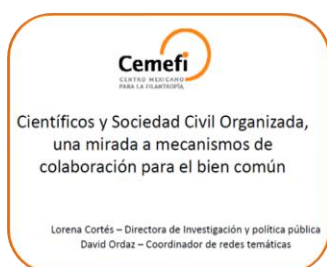 Cemefi
CENTRO MEXICANO
PARA LA FILANTROPÍA
Científicos y Sociedad Civil Organizada,
una mirada a mecanismos de
colaboración para el bien común
Lorena Cortés – Directora de Investigación y política pública
David Ordaz – Coordinador de redes temáticas